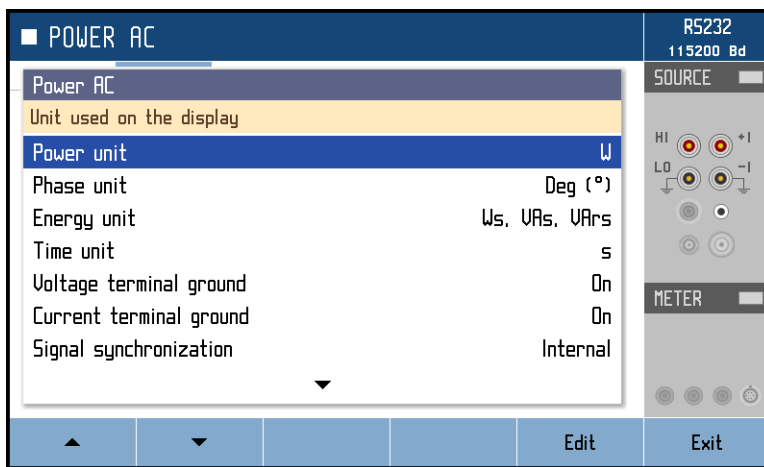 ■ POWER AC
RS232
115200 Bd
Power AC
Unit used on the display
Power unit W
Phase unit Deg (°)
Energy unit Ws, VAs, VArs
Time unit s
Voltage terminal ground On
Current terminal ground On
Signal synchronization Internal
SOURCE
HI +I
LO -I
METER
Edit Exit